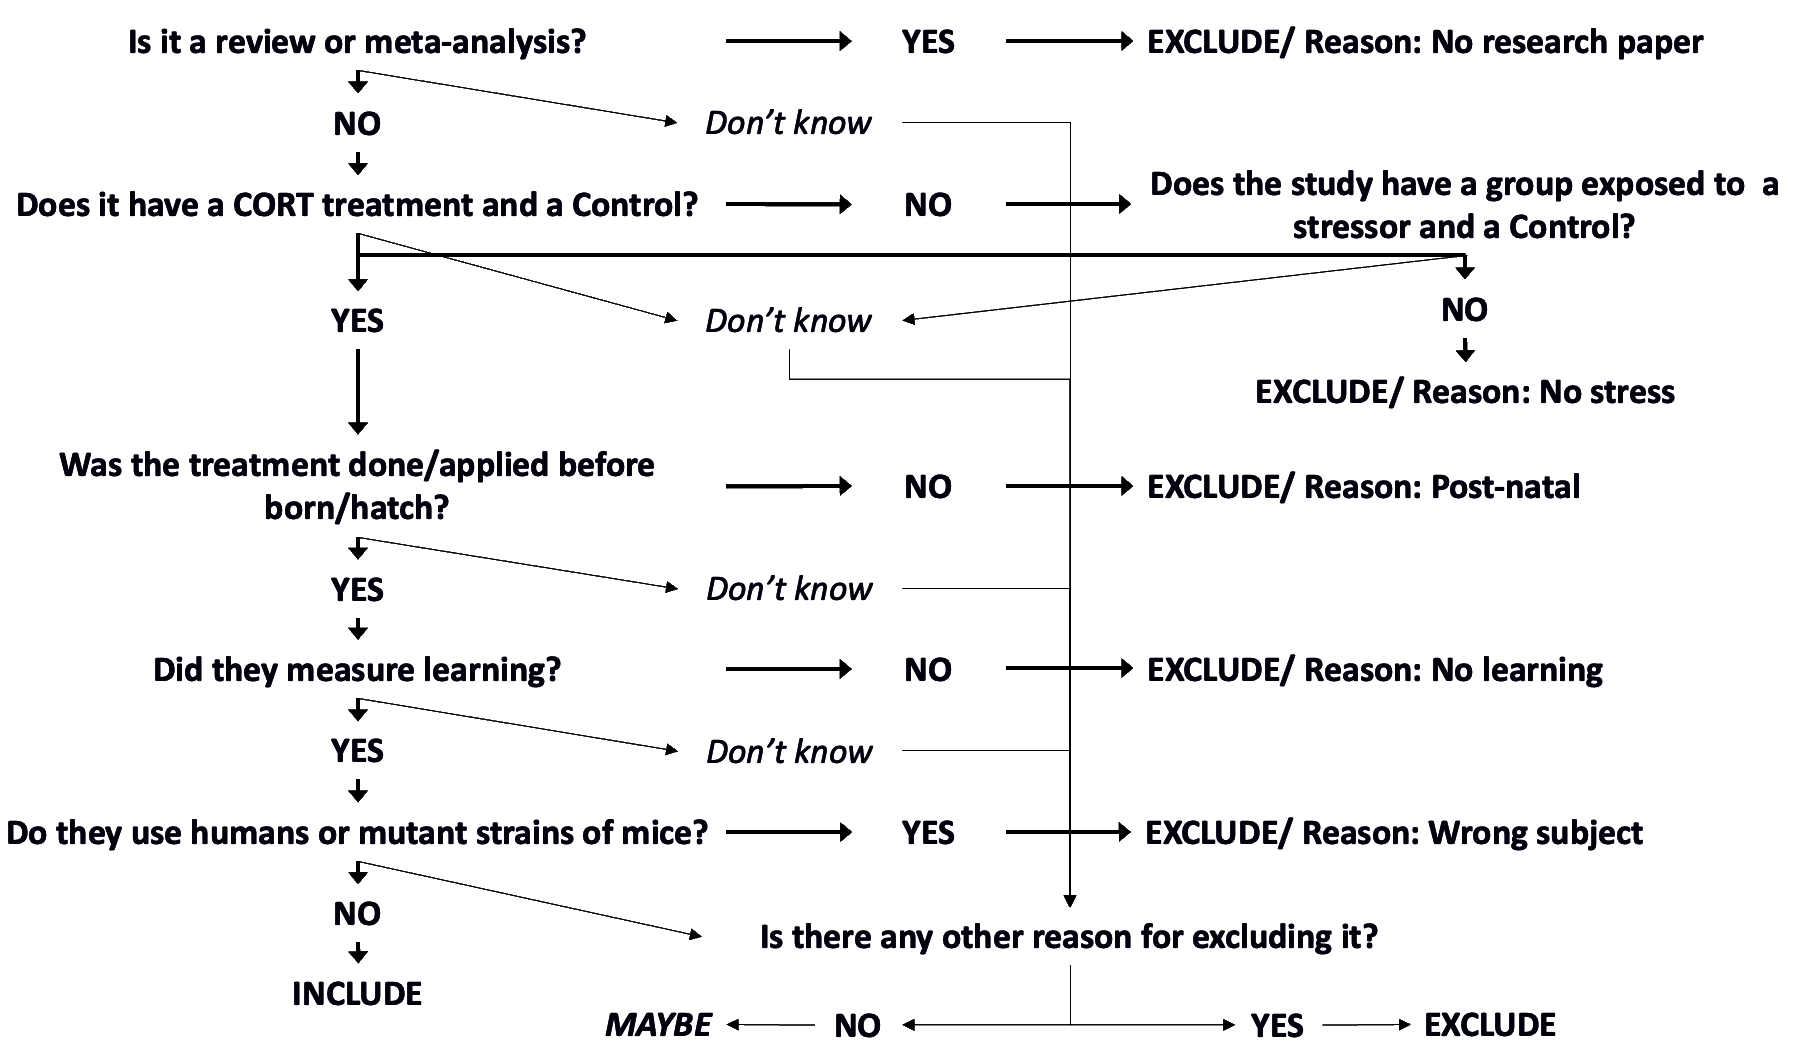 Is it a review or meta-analysis?
YES
EXCLUDE/ Reason: No research paper
NO
Don't know
Does it have a CORT treatment and a Control?
NO
Does the study have a group exposed to a
stressor and a Control?
YES
Don't know
NO
EXCLUDE/ Reason: No stress
Was the treatment done/applied before
born/hatch?
NO
EXCLUDE/ Reason: Post-natal
YES
Don't know
Did they measure learning?
NO
EXCLUDE/ Reason: No learning
YES
Don't know
Do they use humans or mutant strains of mice?
YES
EXCLUDE/ Reason: Wrong subject
NO
Is there any other reason for excluding it?
INCLUDE
MAYBE
NO
YES
EXCLUDE